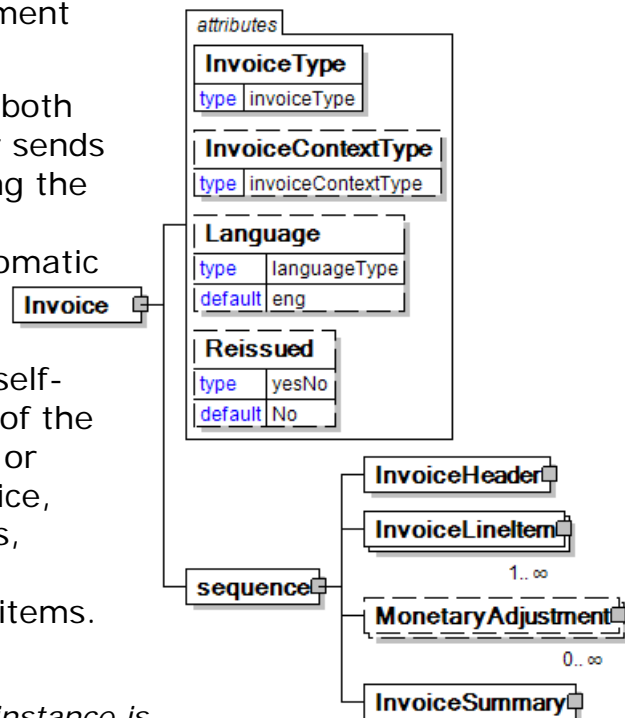 ment
both
sends
ng the
omatic
self-
of the
or
ice,
s,
items.
instance is
attributes
InvoiceType
type invoiceType
InvoiceContextType
type invoiceContextType
Language
type languageType
default eng
Reissued
type yesNo
default No
Invoice
sequence
InvoiceHeader
InvoiceLineItem
1..∞
MonetaryAdjustment
0..∞
InvoiceSummary